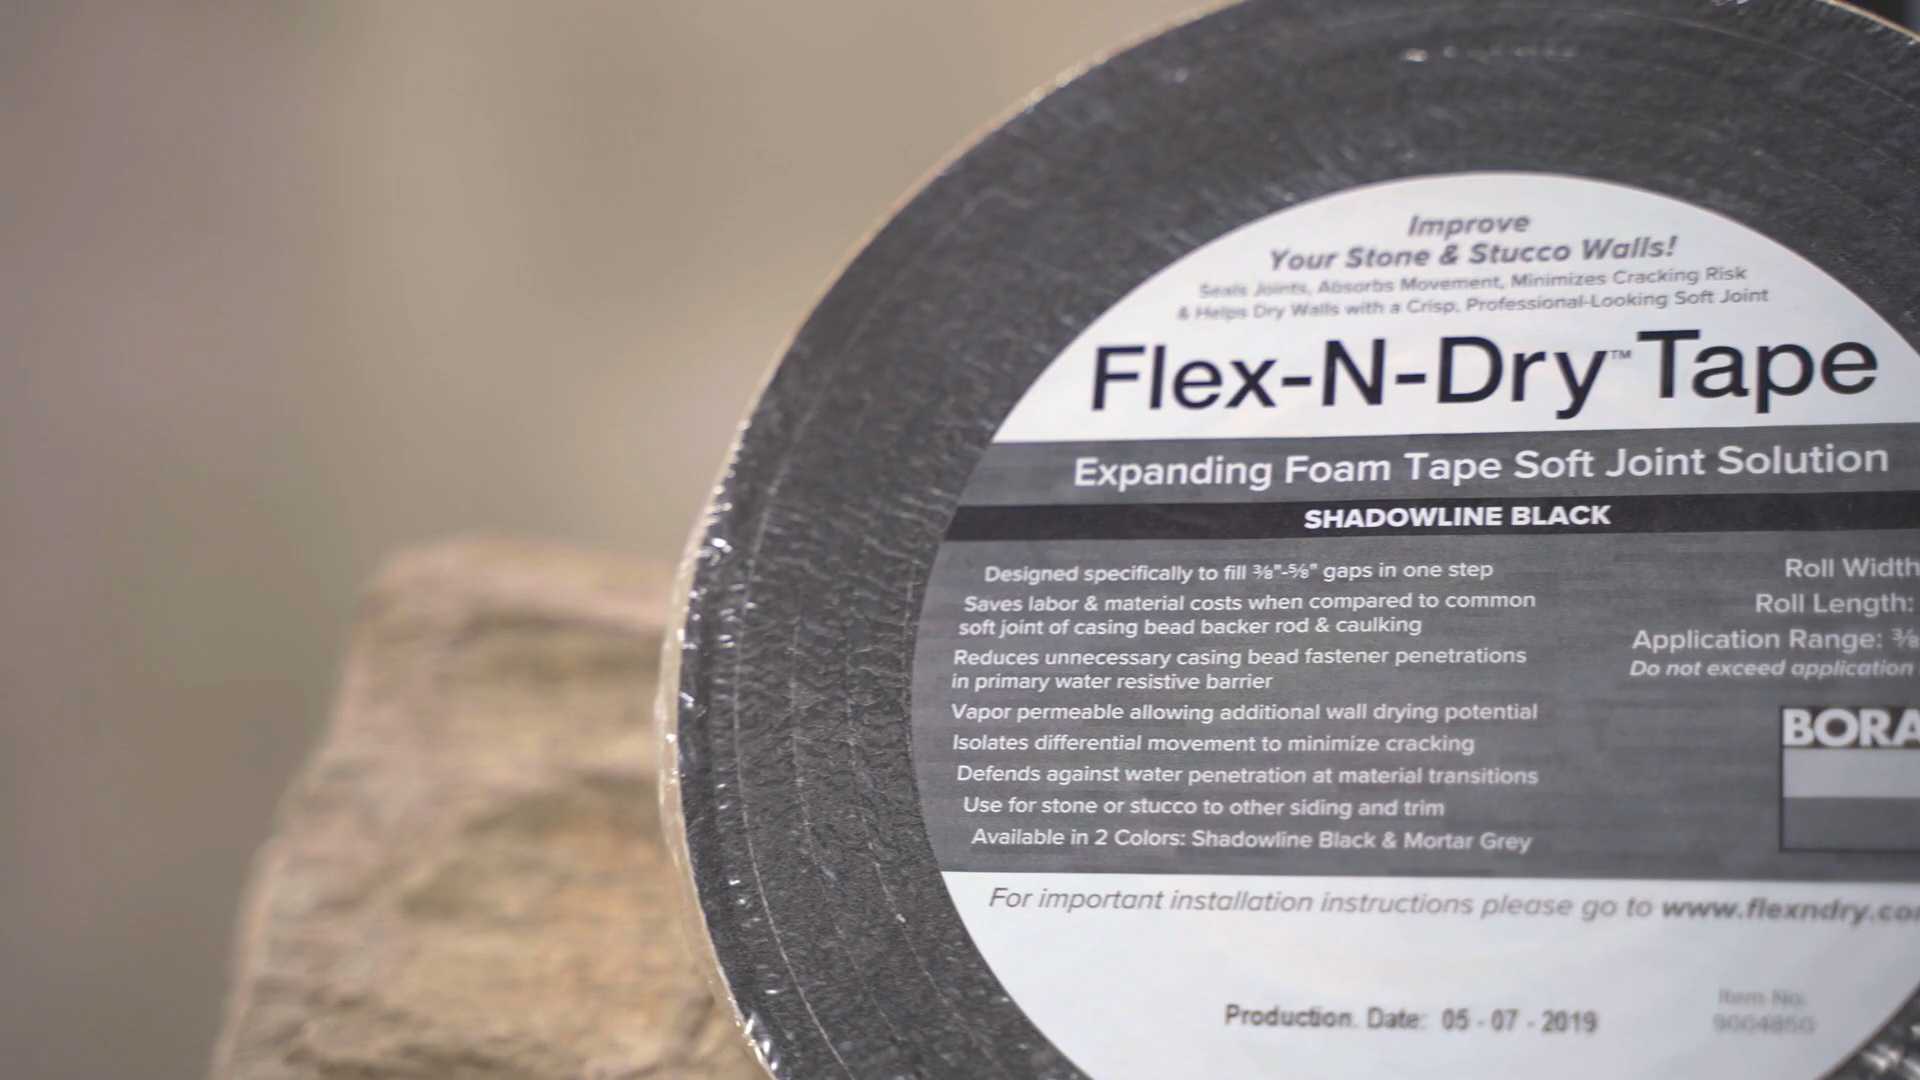 Improve
Your Stone & Stucco Walls!
Seals Joints, Absorbs Movement, Minimizes Cracking Risk
& Helps Dry Walls with a Crisp, Professional-Looking Soft Joint
Flex-N-Dry™ Tape
Expanding Foam Tape Soft Joint Solution
SHADOWLINE BLACK
Designed specifically to fill ⅜"-⅝" gaps in one step
Saves labor & material costs when compared to common
soft joint of casing bead backer rod & caulking
Reduces unnecessary casing bead fastener penetrations
in primary water resistive barrier
Vapor permeable allowing additional wall drying potential
Isolates differential movement to minimize cracking
Defends against water penetration at material transitions
Use for stone or stucco to other siding and trim
Available in 2 Colors: Shadowline Black & Mortar Grey
Roll Width
Roll Length:
Application Range: ⅜
Do not exceed application
BORA
For important installation instructions please go to www.flexndry.co
Production. Date: 05 - 07 - 2019
Item No.
9004850